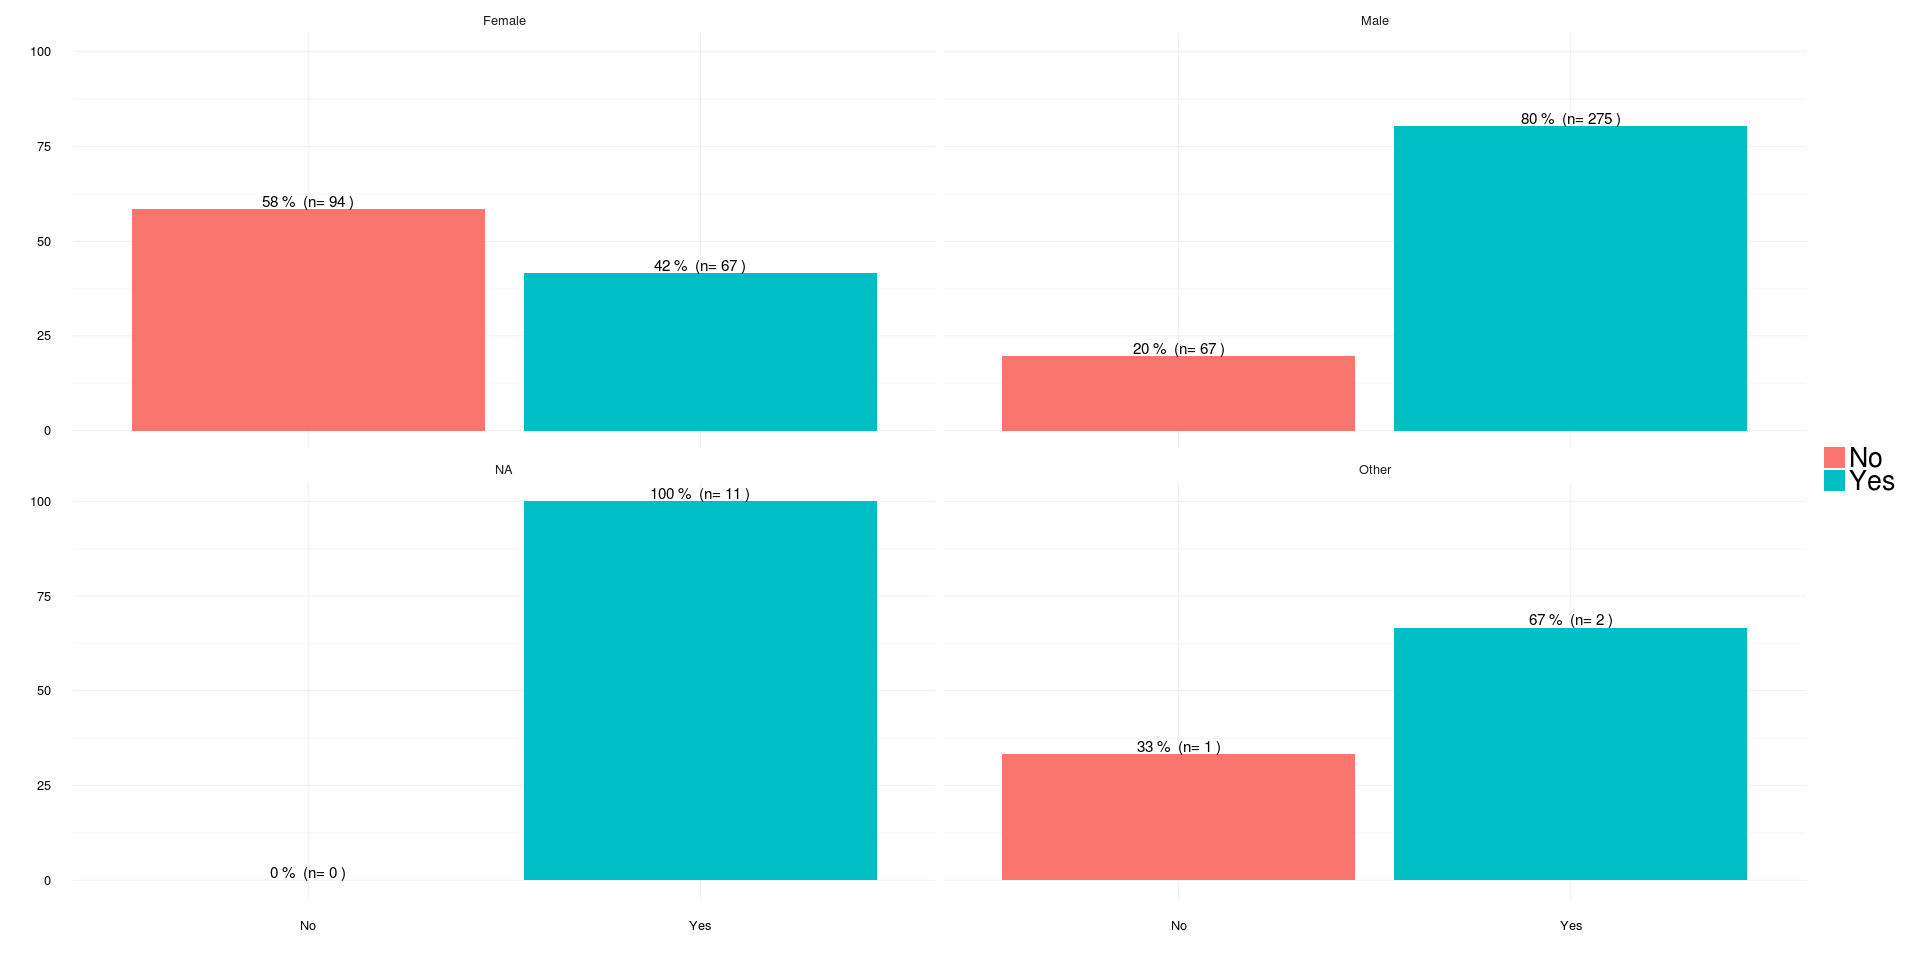 Female
Male
100
75
50
25
0
58 % (n= 94 )
42 % (n= 67 )
20 % (n= 67 )
80 % (n= 275 )
NA
Other
100
75
50
25
0
0 % (n= 0 )
100 % (n= 11 )
33 % (n= 1 )
67 % (n= 2 )
No
Yes
No
Yes
No
Yes